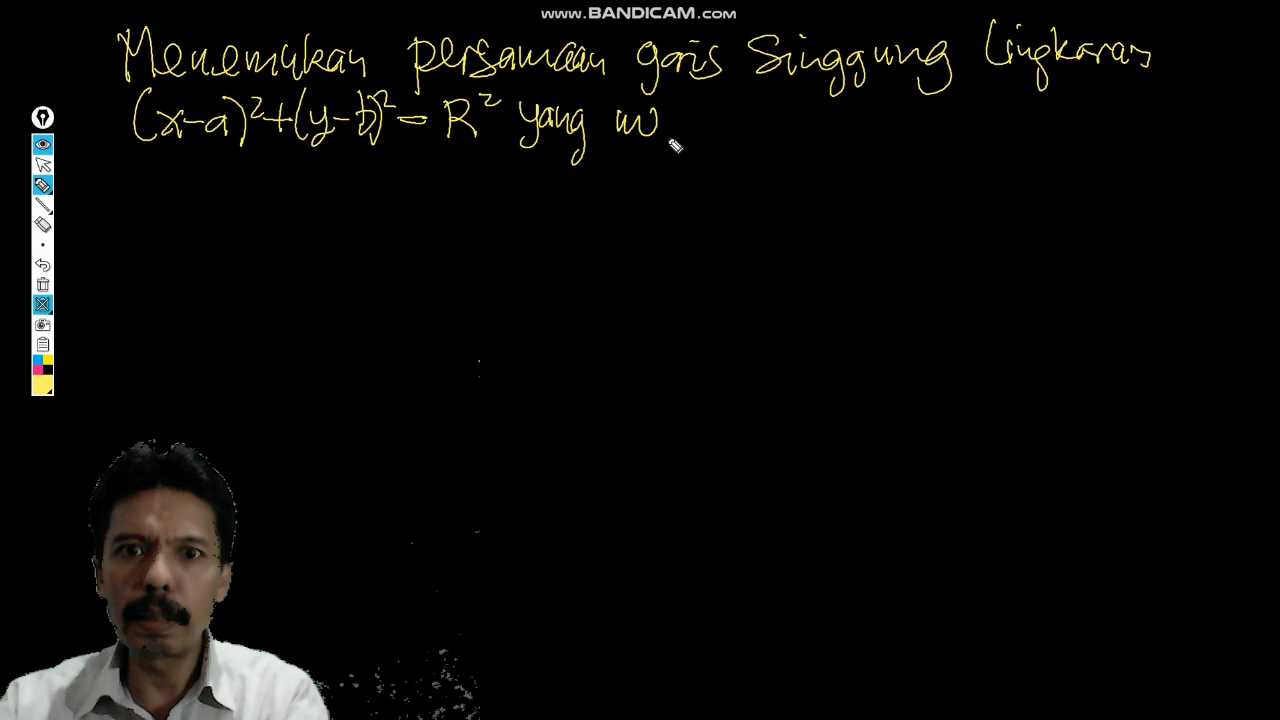 www.BANDICAM.com
Menemukan persamaan garis Singgung Lingkaran
(x-a)²+(y-b)²=R² yang